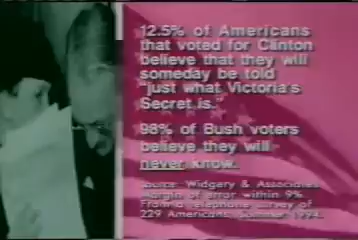 12.5% of Americans
that voted for Clinton
believe that they will
someday be told
"just what Victoria's
Secret is."
98% of Bush voters
believe they will
never know.
Source: Widgery & Associates
Margin of error within 9%
From a telephone survey of
229 Americans, Summer 1994.